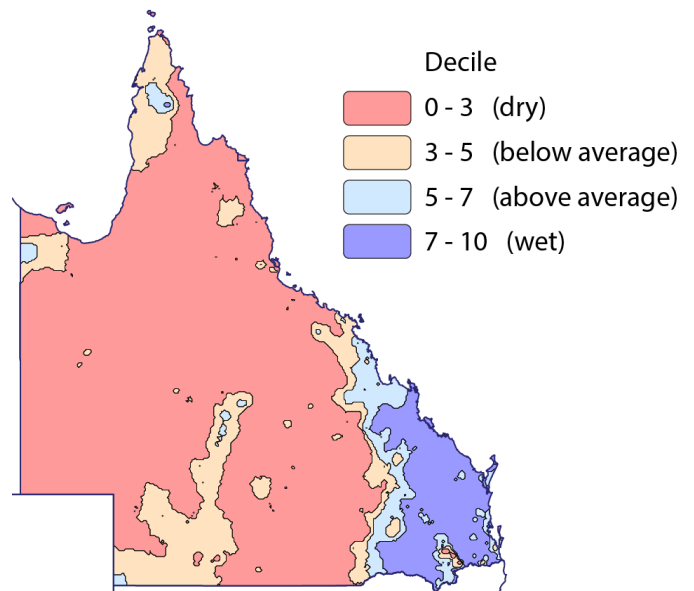 Decile
0 - 3 (dry)
3 - 5 (below average)
5 - 7 (above average)
7 - 10 (wet)